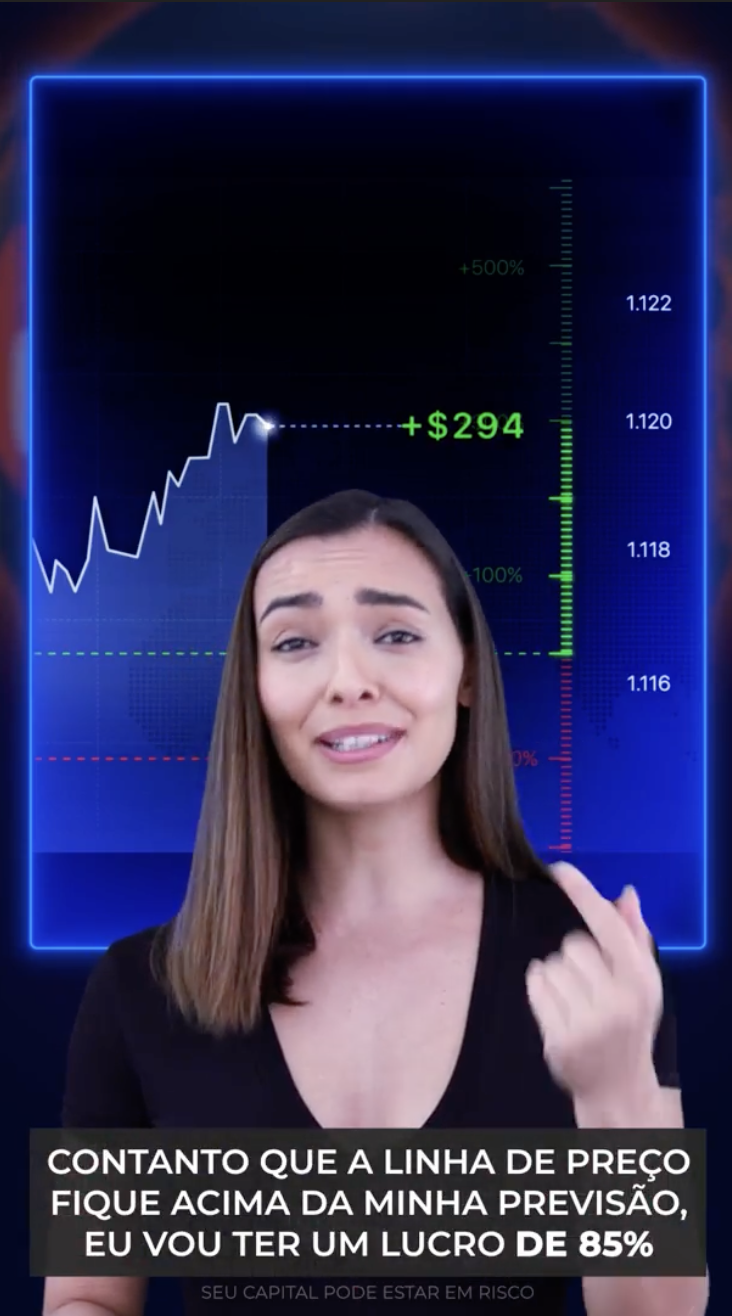 +500%
1.122
+$294
1.120
1.118
100%
1.116
0%
CONTANTO QUE A LINHA DE PREÇO
FIQUE ACIMA DA MINHA PREVISÃO,
EU VOU TER UM LUCRO DE 85%
SEU CAPITAL PODE ESTAR EM RISCO